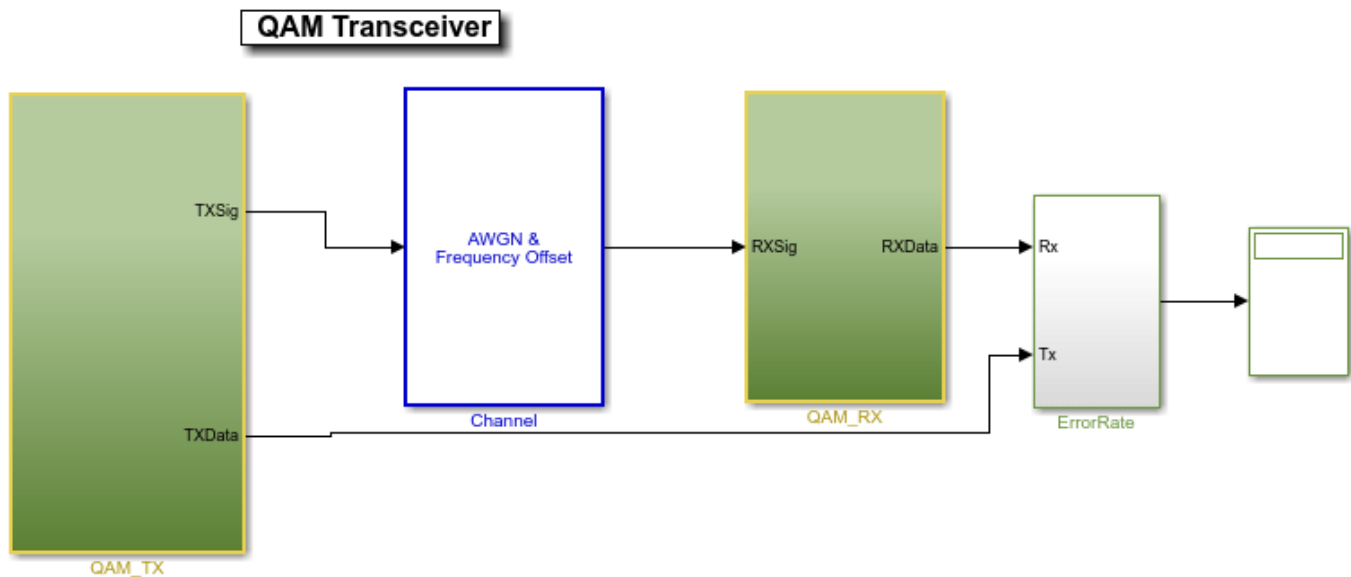 QAM Transceiver
TXSig
TXData
QAM_TX
AWGN &
Frequency Offset
Channel
RXSig
RXData
QAM_RX
Rx
Tx
ErrorRate